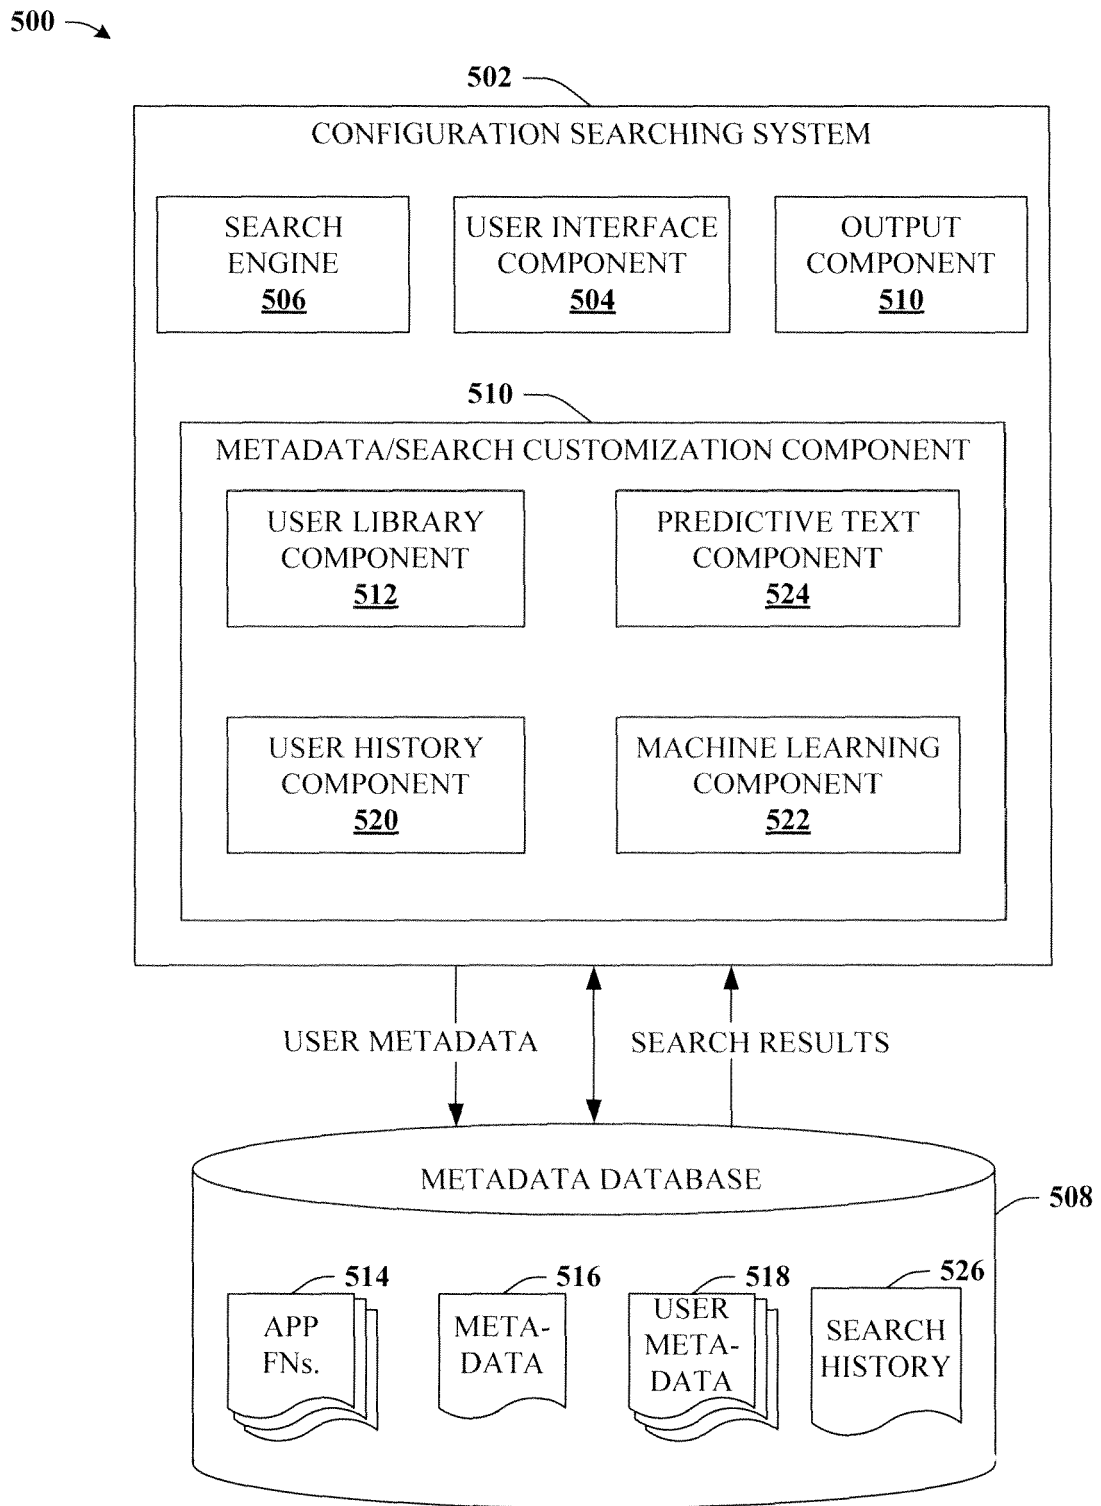 500
502
CONFIGURATION SEARCHING SYSTEM
SEARCH
ENGINE
506
USER INTERFACE
COMPONENT
504
OUTPUT
COMPONENT
510
510
METADATA/SEARCH CUSTOMIZATION COMPONENT
USER LIBRARY
COMPONENT
512
PREDICTIVE TEXT
COMPONENT
524
USER HISTORY
COMPONENT
520
MACHINE LEARNING
COMPONENT
522
USER METADATA
SEARCH RESULTS
METADATA DATABASE
508
514
APP
FNs.
516
META-
DATA
518
USER
META-
DATA
526
SEARCH
HISTORY